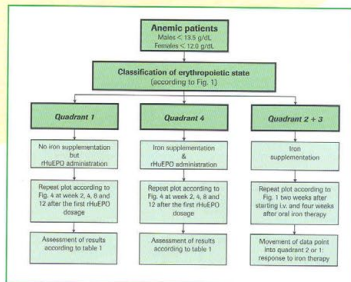 Anemic patients
Males < 13.5 g/dL
Females < 12.0 g/dL
Classification of erythropoietic state
(according to Fig. 1)
Quadrant 1
No iron supplementation
but
rHuEPO administration
Repeat plot according to
Fig. 4 at week 2, 4, 8 and
12 after the first rHuEPO
dosage
Assessment of results
according to table 1
Quadrant 4
Iron supplementation
&
rHuEPO administration
Repeat plot according to
Fig. 4 at week 2, 4, 8 and
12 after the first rHuEPO
dosage
Assessment of results
according to table 1
Quadrant 2 + 3
Iron
supplementation
Repeat plot according to
Fig. 1 two weeks after
starting i.v. and four weeks
after oral iron therapy
Movement of data point
into quadrant 2 or 1:
response to iron therapy